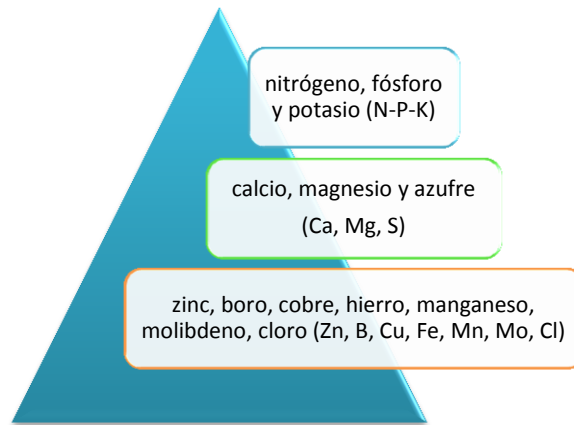 nitrógeno, fósforo
y potasio (N-P-K)
calcio, magnesio y azufre
(Ca, Mg, S)
zinc, boro, cobre, hierro, manganeso,
molibdeno, cloro (Zn, B, Cu, Fe, Mn, Mo, Cl)